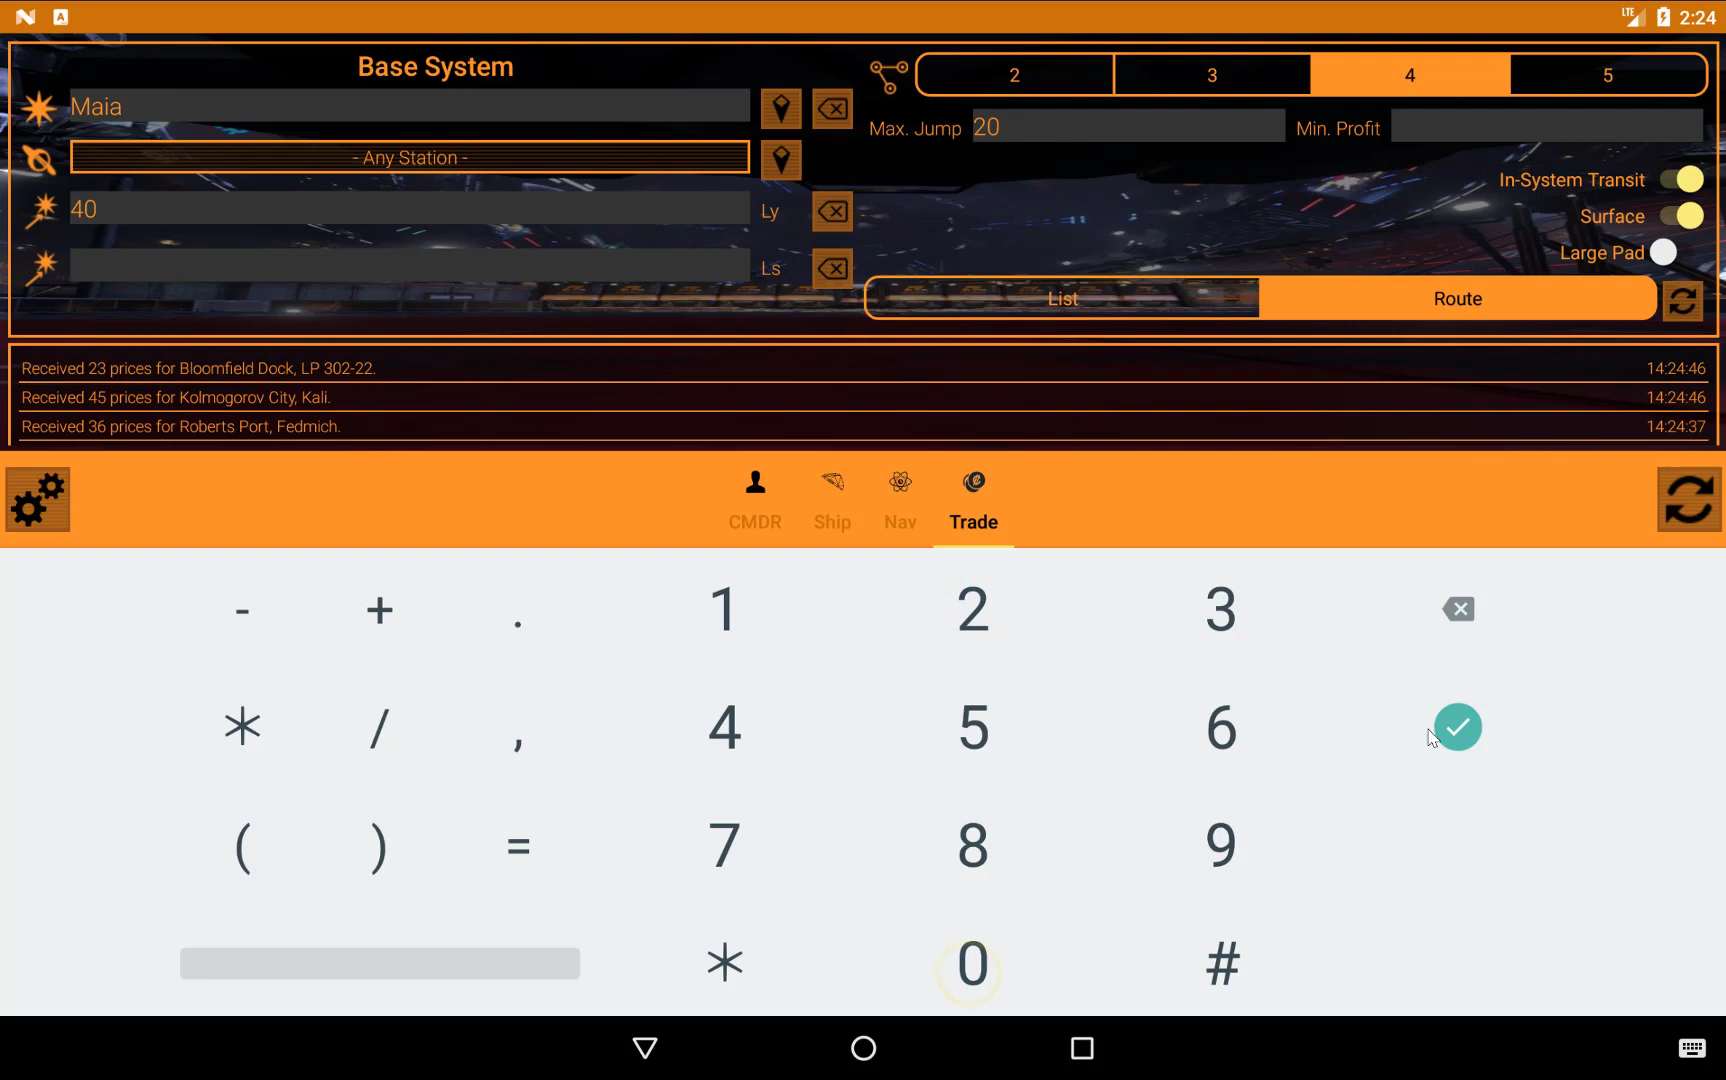 LTE 2:24
Base System
Maia
- Any Station -
40 Ly
Ls
2 3 4 5
Max. Jump 20 Min. Profit
In-System Transit
Surface
Large Pad
List Route
Received 23 prices for Bloomfield Dock, LP 302-22. 14:24:46
Received 45 prices for Kolmogorov City, Kali. 14:24:46
Received 36 prices for Roberts Port, Fedmich. 14:24:37
CMDR Ship Nav Trade
- + . 1 2 3
* / , 4 5 6
( ) = 7 8 9
* 0 #